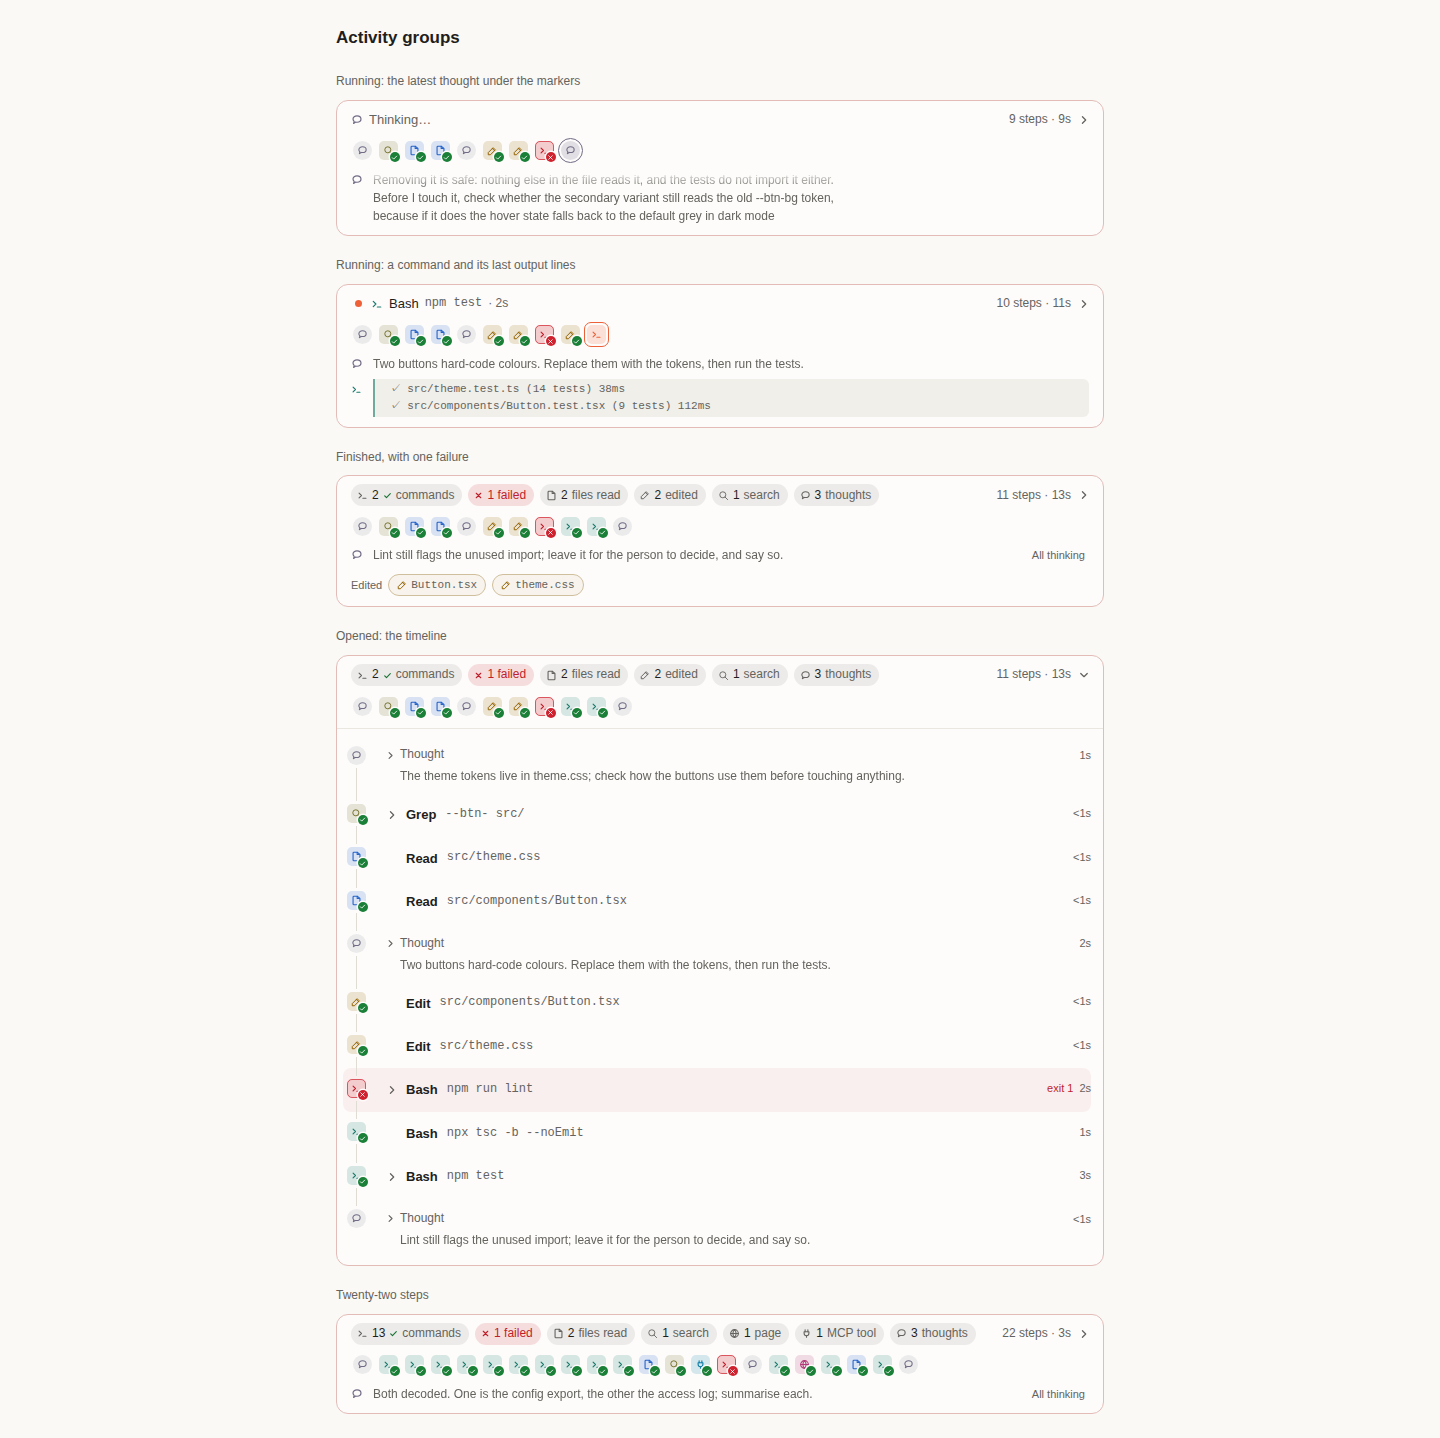 Activity groups
Running: the latest thought under the markers
Thinking…
9 steps · 9s
Removing it is safe: nothing else in the file reads it, and the tests do not import it either.
Before I touch it, check whether the secondary variant still reads the old --btn-bg token,
because if it does the hover state falls back to the default grey in dark mode
Running: a command and its last output lines
Bash npm test · 2s
10 steps · 11s
Two buttons hard-code colours. Replace them with the tokens, then run the tests.
✓ src/theme.test.ts (14 tests) 38ms
✓ src/components/Button.test.tsx (9 tests) 112ms
Finished, with one failure
2 ✓ commands
1 failed
2 files read
2 edited
1 search
3 thoughts
11 steps · 13s
Lint still flags the unused import; leave it for the person to decide, and say so.
All thinking
Edited Button.tsx theme.css
Opened: the timeline
2 ✓ commands
1 failed
2 files read
2 edited
1 search
3 thoughts
11 steps · 13s
Thought 1s
The theme tokens live in theme.css; check how the buttons use them before touching anything.
Grep --btn- src/ <1s
Read src/theme.css <1s
Read src/components/Button.tsx <1s
Thought 2s
Two buttons hard-code colours. Replace them with the tokens, then run the tests.
Edit src/components/Button.tsx <1s
Edit src/theme.css <1s
Bash npm run lint exit 1 2s
Bash npx tsc -b --noEmit 1s
Bash npm test 3s
Thought <1s
Lint still flags the unused import; leave it for the person to decide, and say so.
Twenty-two steps
13 ✓ commands
1 failed
2 files read
1 search
1 page
1 MCP tool
3 thoughts
22 steps · 3s
Both decoded. One is the config export, the other the access log; summarise each.
All thinking